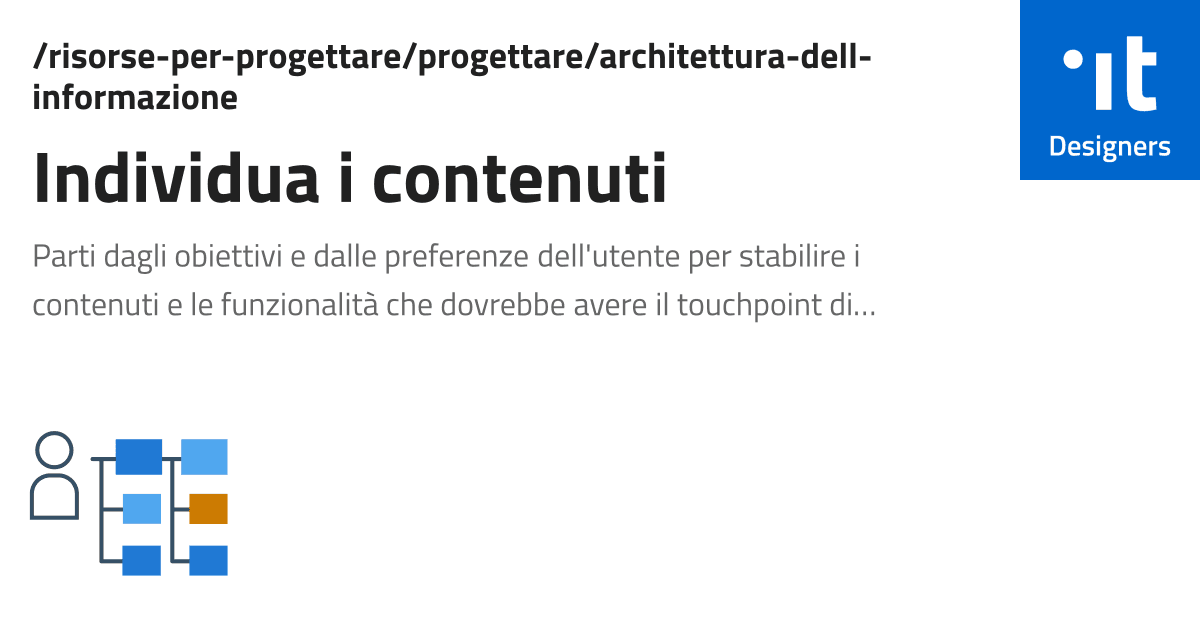 /risorse-per-progettare/progettare/architettura-dell-
informazione
Individua i contenuti
Parti dagli obiettivi e dalle preferenze dell'utente per stabilire i
contenuti e le funzionalità che dovrebbe avere il touchpoint di…
it
Designers